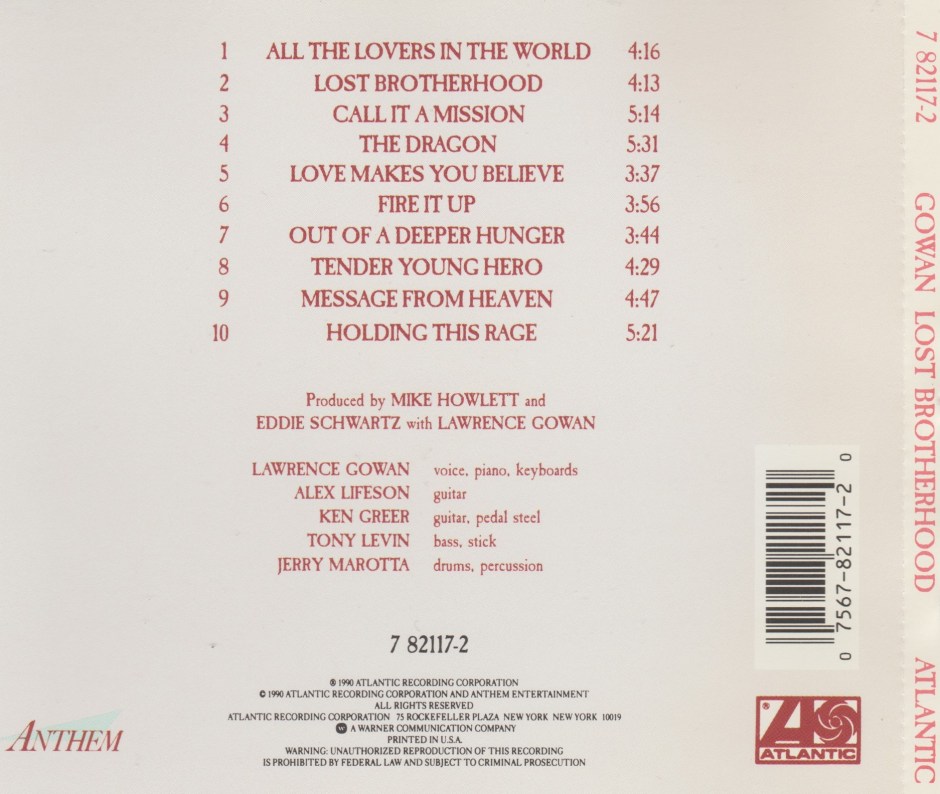 1 ALL THE LOVERS IN THE WORLD 4:16
2 LOST BROTHERHOOD 4:13
3 CALL IT A MISSION 5:14
4 THE DRAGON 5:31
5 LOVE MAKES YOU BELIEVE 3:37
6 FIRE IT UP 3:56
7 OUT OF A DEEPER HUNGER 3:44
8 TENDER YOUNG HERO 4:29
9 MESSAGE FROM HEAVEN 4:47
10 HOLDING THIS RAGE 5:21
Produced by MIKE HOWLETT and
EDDIE SCHWARTZ with LAWRENCE GOWAN
LAWRENCE GOWAN voice, piano, keyboards
ALEX LIFESON guitar
KEN GREER guitar, pedal steel
TONY LEVIN bass, stick
JERRY MAROTTA drums, percussion
7 82117-2
℗ 1990 ATLANTIC RECORDING CORPORATION
© 1990 ATLANTIC RECORDING CORPORATION AND ANTHEM ENTERTAINMENT
ALL RIGHTS RESERVED
ATLANTIC RECORDING CORPORATION 75 ROCKEFELLER PLAZA NEW YORK NEW YORK 10019
A WARNER COMMUNICATION COMPANY
PRINTED IN U.S.A.
WARNING: UNAUTHORIZED REPRODUCTION OF THIS RECORDING
IS PROHIBITED BY FEDERAL LAW AND SUBJECT TO CRIMINAL PROSECUTION
ANTHEM
0 7567-82117-2 0
® ATLANTIC
7 82117-2 GOWAN LOST BROTHERHOOD ATLANTIC